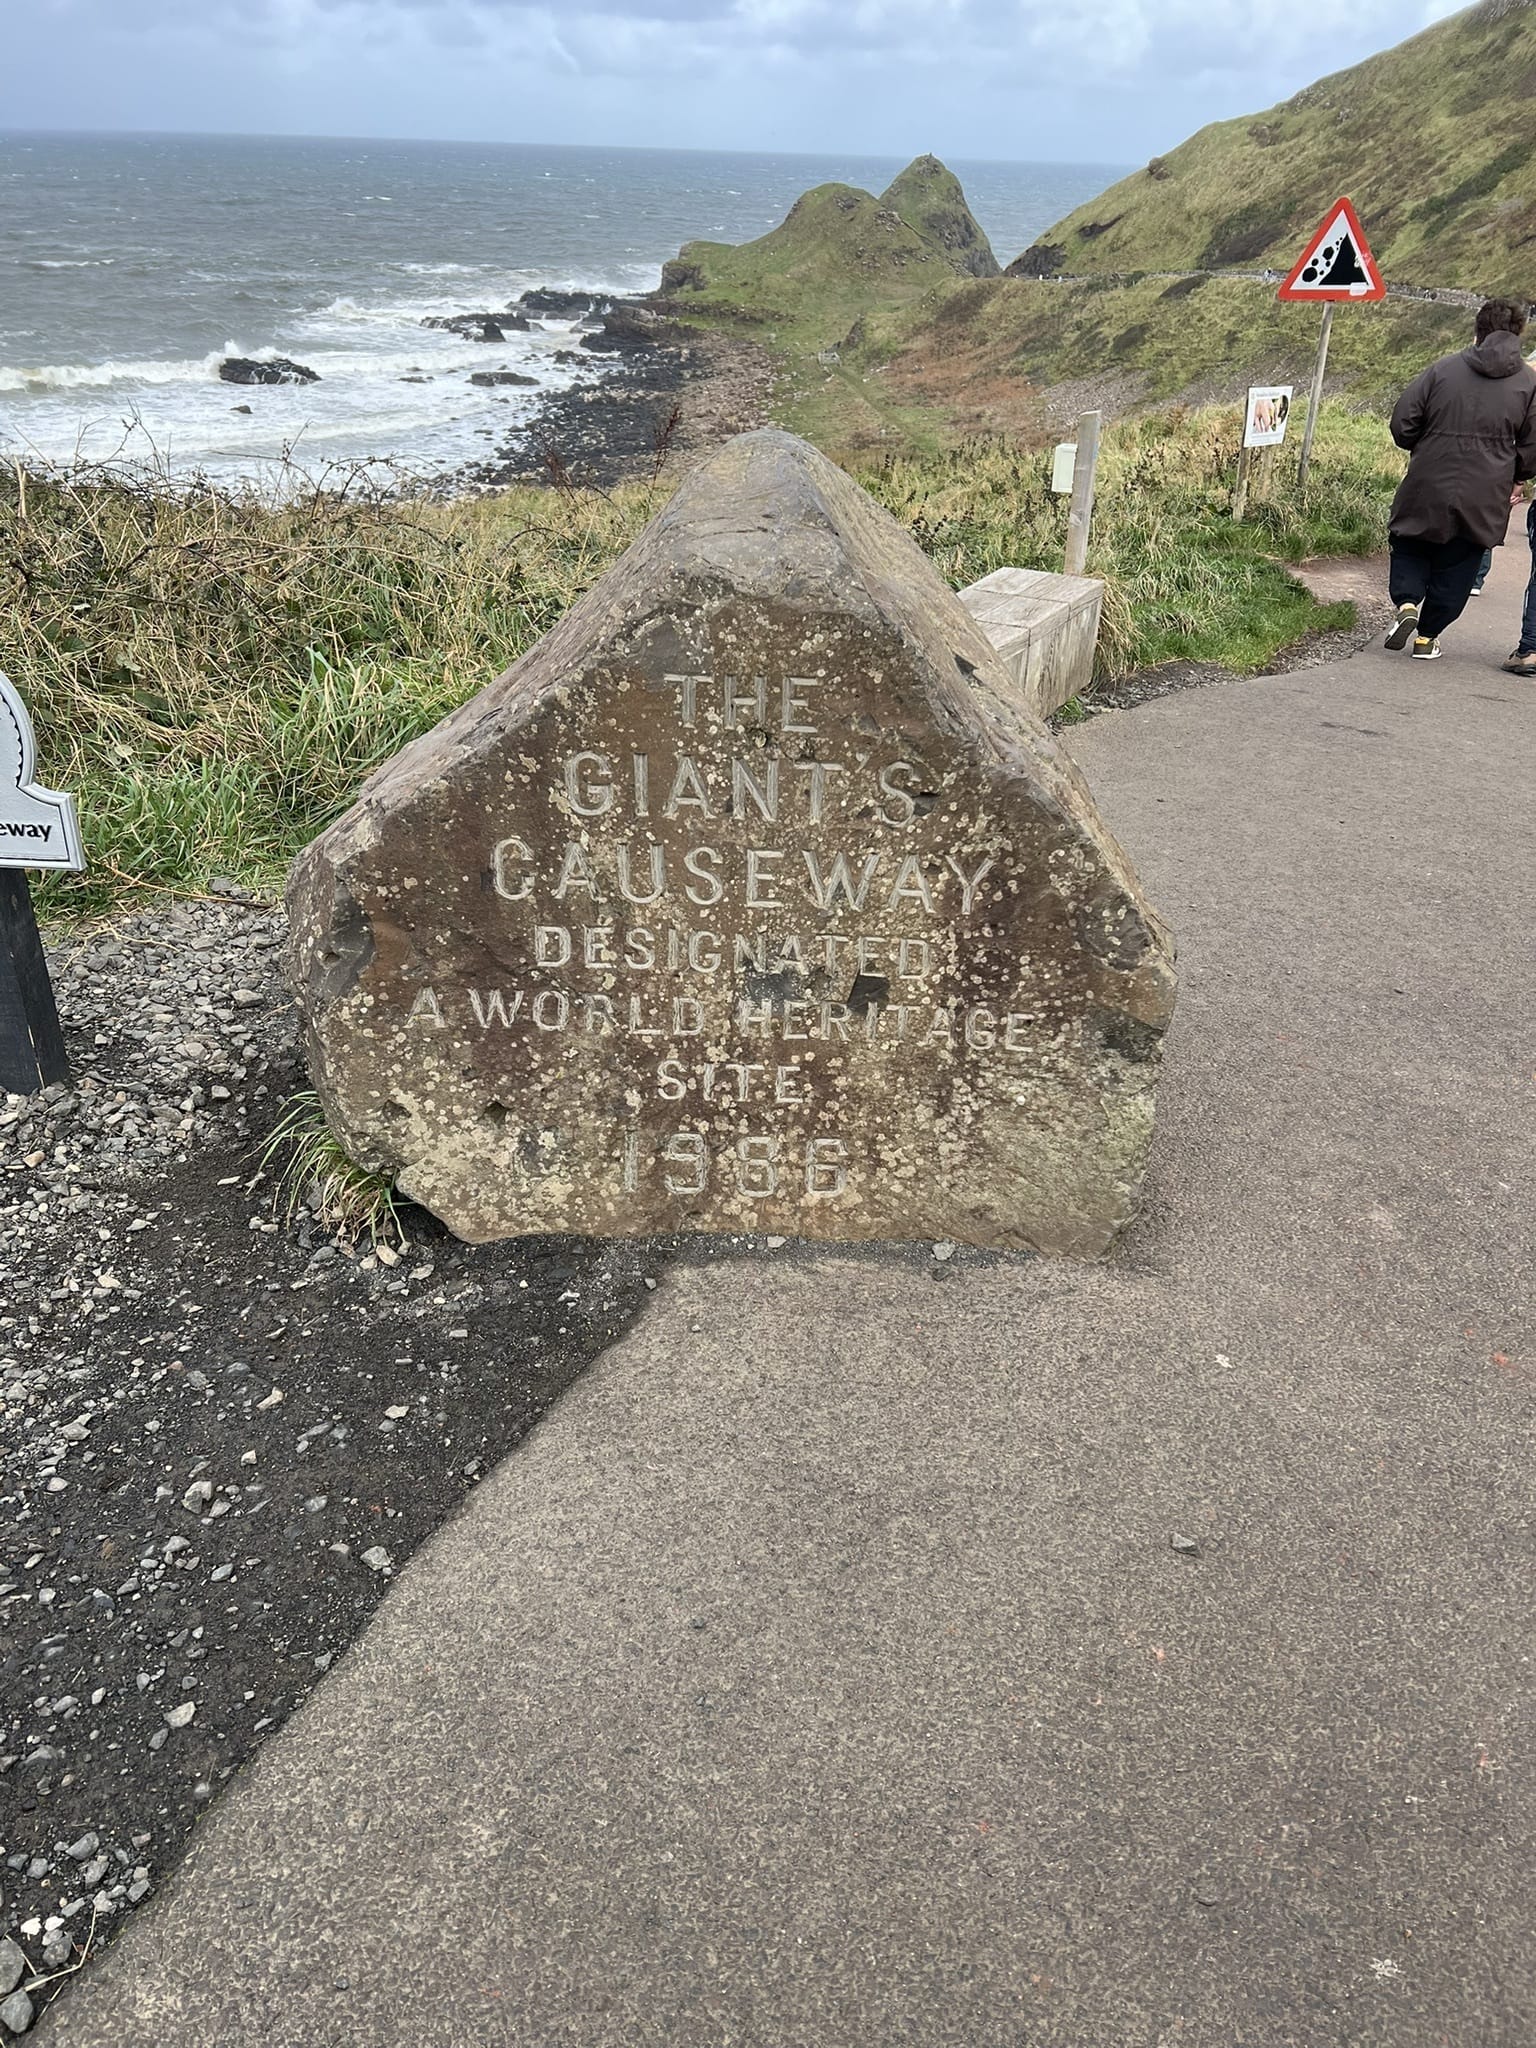 THE
GIANT'S
CAUSEWAY
DESIGNATED
A WORLD HERITAGE
SITE
1986
eway